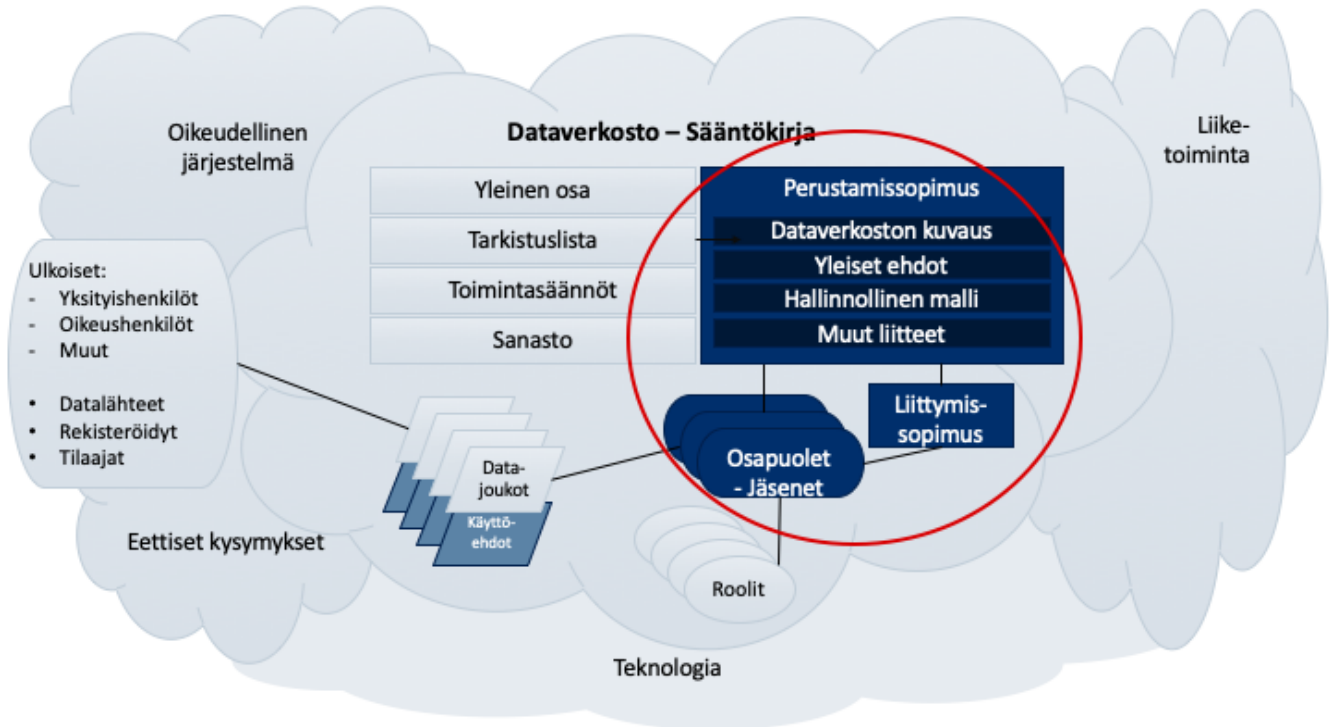 Dataverkosto – Sääntökirja
Oikeudellinen
järjestelmä
Liike-
toiminta
Yleinen osa
Tarkistuslista
Toimintasäännöt
Sanasto
Perustamissopimus
Dataverkoston kuvaus
Yleiset ehdot
Hallinnollinen malli
Muut liitteet
Ulkoiset:
- Yksityishenkilöt
- Oikeushenkilöt
- Muut
• Datalähteet
• Rekisteröidyt
• Tilaajat
Liittymis-
sopimus
Osapuolet
- Jäsenet
Data-
joukot
Käyttö-
ehdot
Eettiset kysymykset
Roolit
Teknologia